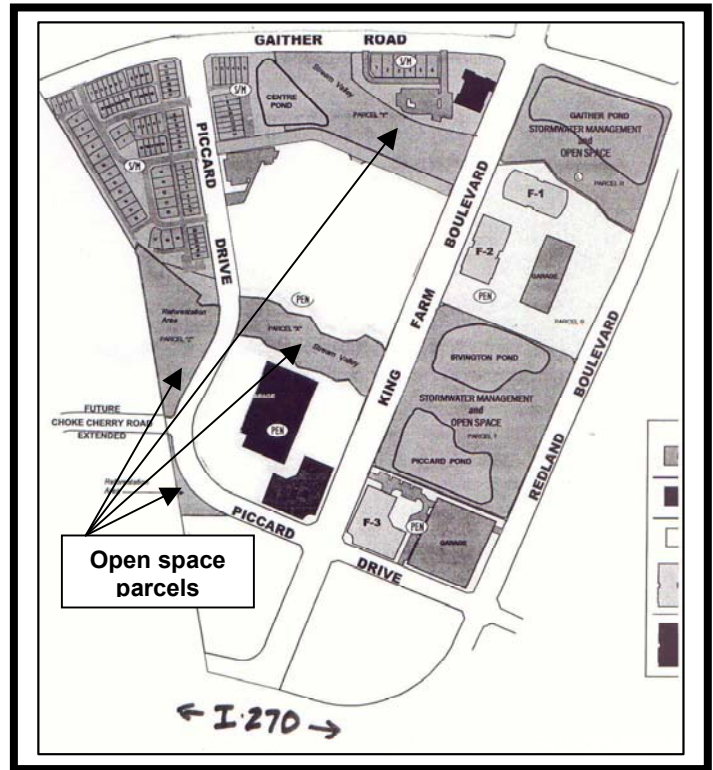 GAITHER ROAD
S/M
CENTRE
POND
Stream Valley
PARCEL "Y"
S/M
GAITHER POND
STORMWATER MANAGEMENT
and
OPEN SPACE
PARCEL R
S/M
PICCARD
DRIVE
BOULEVARD
FARM
KING
F-1
F-2
GARAGE
PEN
Reforestation
Area
PARCEL "Z"
PEN
PARCEL "X"
Stream Valley
IRVINGTON POND
STORMWATER MANAGEMENT
and
OPEN SPACE
PARCEL T
PICCARD POND
BOULEVARD
REDLAND
FUTURE
CHOKE CHERRY ROAD
EXTENDED
GARAGE
PEN
Reforestation
Area
PICCARD
DRIVE
F-3
PEN
GARAGE
Open space
parcels
← I-270 →